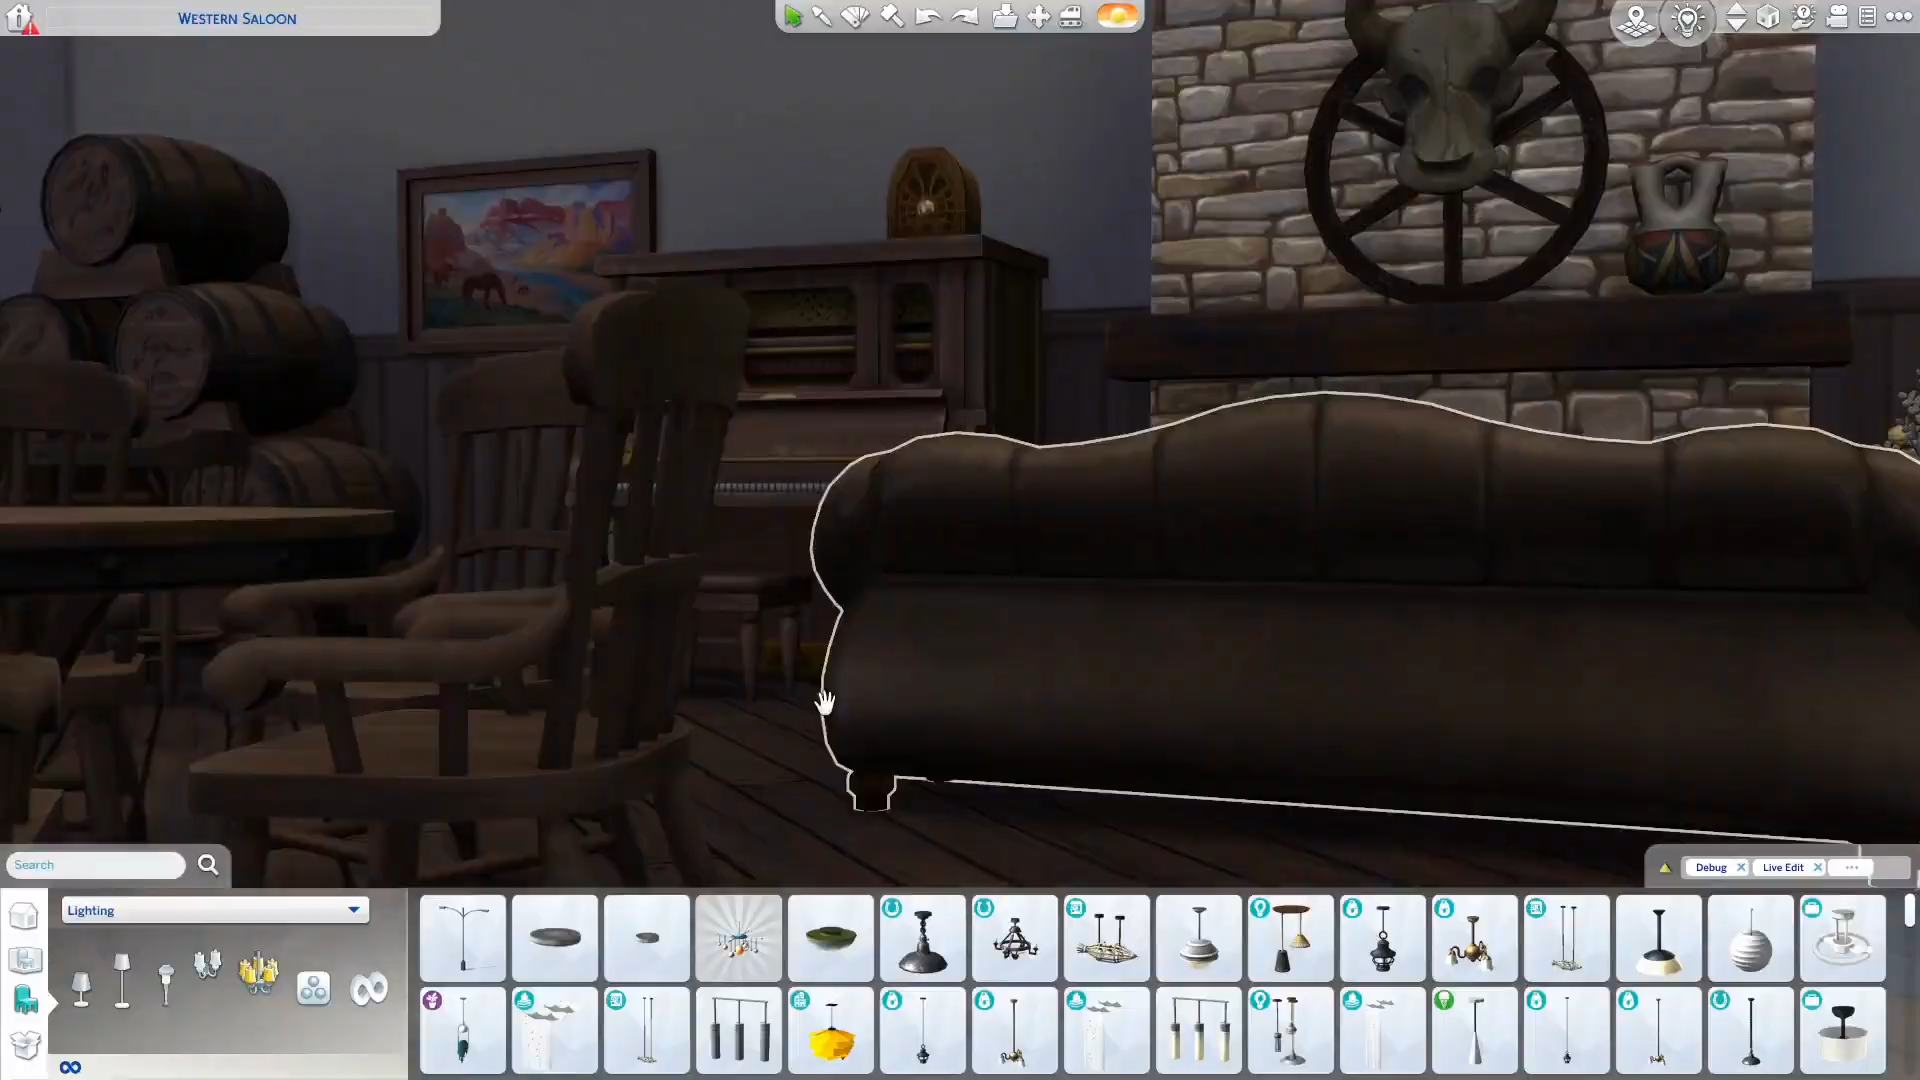 WESTERN SALOON
Search
Debug
Live Edit
...
Lighting